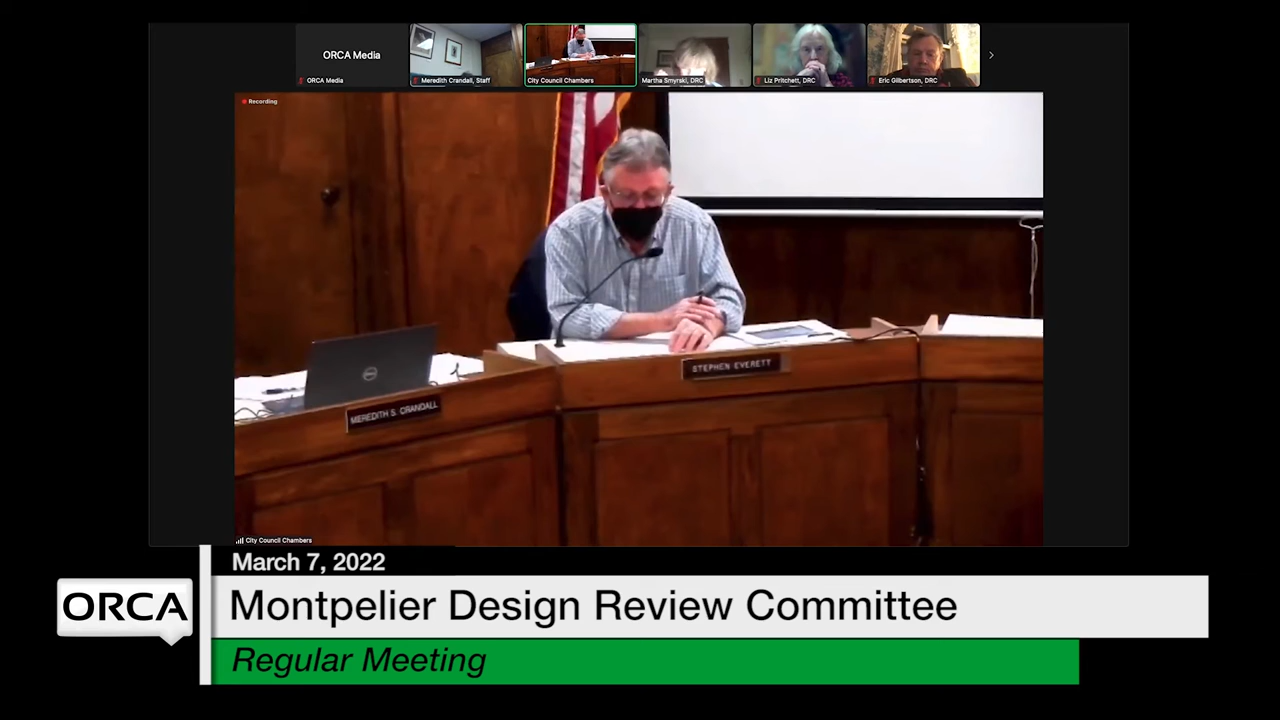 ORCA Media
ORCA Media
Meredith Crandall, Staff
City Council Chambers
Martha Smyrski, DRC
Liz Pritchett, DRC
Eric Gilbertson, DRC
Recording
STEPHEN EVERETT
MEREDITH S. CRANDALL
City Council Chambers
March 7, 2022
ORCA
Montpelier Design Review Committee
Regular Meeting